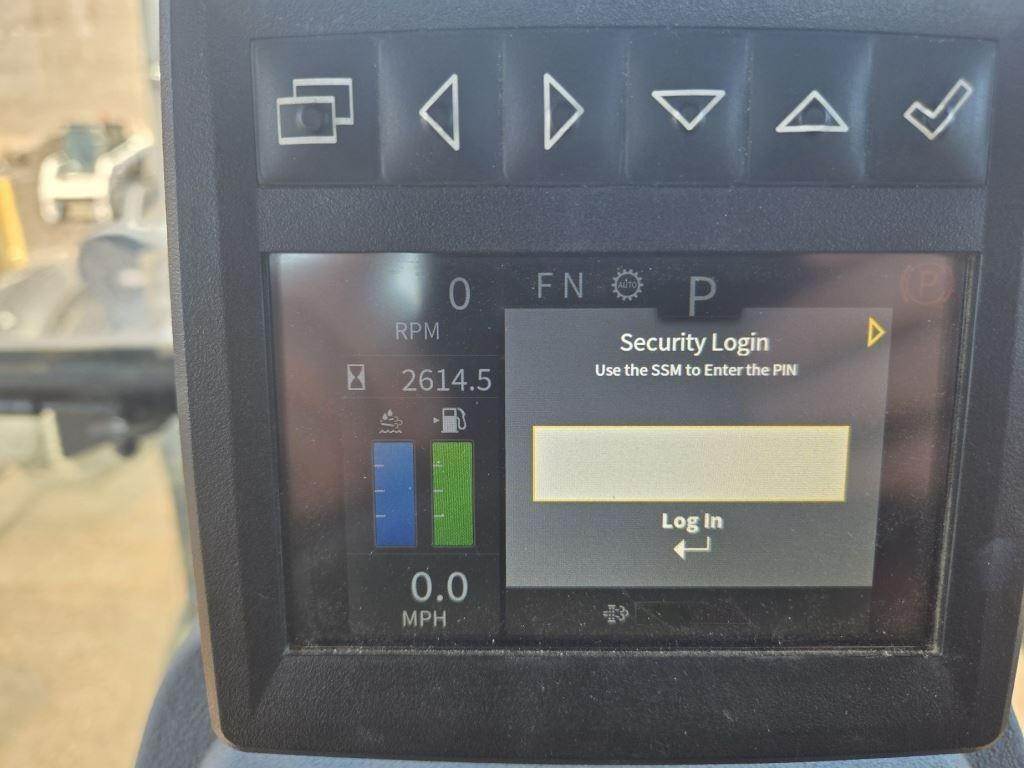 0 FN AUTO P P
RPM
Security Login
Use the SSM to Enter the PIN
2614.5
Log In
0.0
MPH